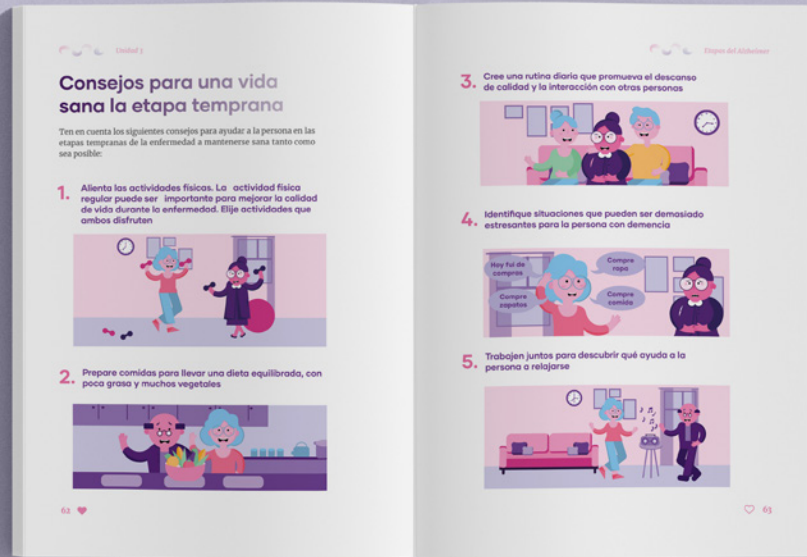 Unidad 3
Consejos para una vida
sana la etapa temprana
Ten en cuenta los siguientes consejos para ayudar a la persona en las
etapas tempranas de la enfermedad a mantenerse sana tanto como
sea posible:
1.
Alienta las actividades físicas. La actividad física
regular puede ser importante para mejorar la calidad
de vida durante la enfermedad. Elije actividades que
ambos disfruten
2.
Prepare comidas para llevar una dieta equilibrada, con
poca grasa y muchos vegetales
62
Etapas del Alzheimer
3.
Cree una rutina diaria que promueva el descanso
de calidad y la interacción con otras personas
4.
Identifique situaciones que pueden ser demasiado
estresantes para la persona con demencia
Hoy fui de
compras
Compre
ropa
Compre
zapatos
Compre
comida
5.
Trabajen juntos para descubrir qué ayuda a la
persona a relajarse
63